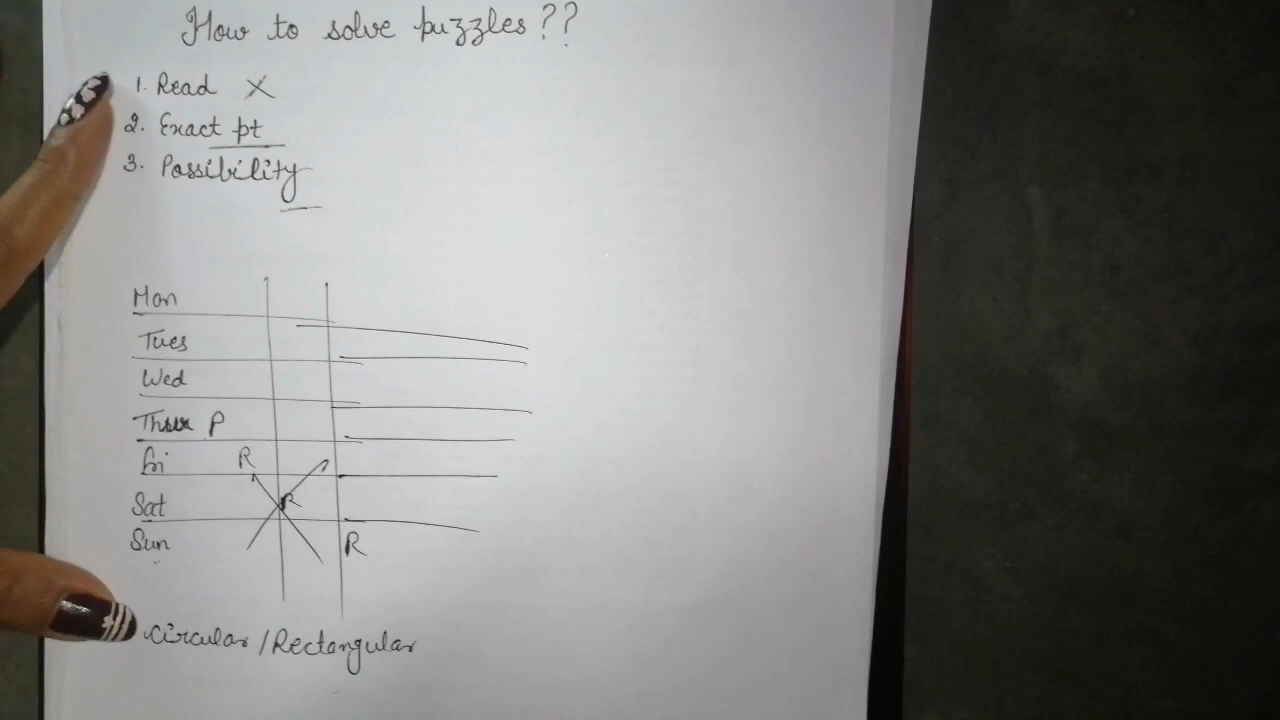 How to solve puzzles??
1. Read X
2. Exact pt
3. Possibility
Mon
Tues
Wed
Thur P
Fri R
Sat R
Sun R
Circular/Rectangular